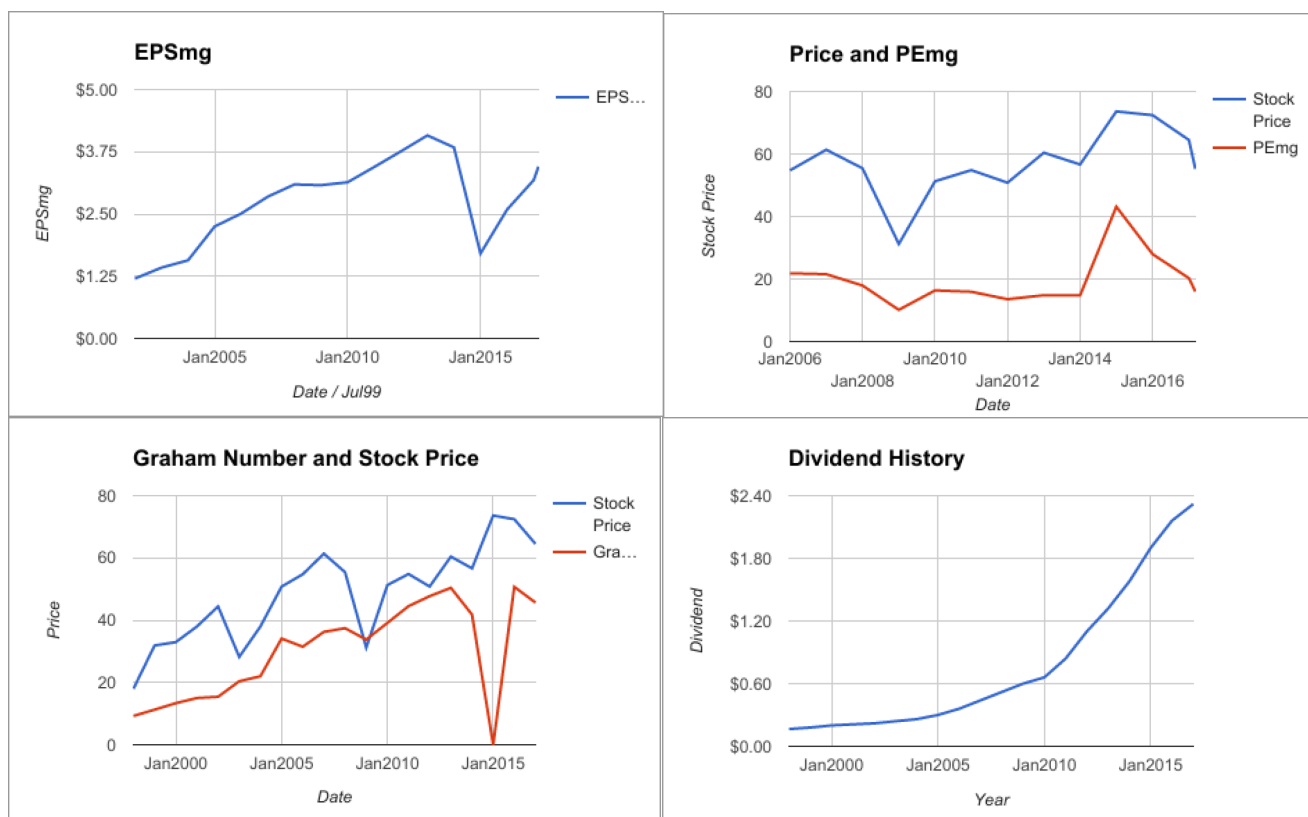 EPSmg
$5.00
$3.75
$2.50
$1.25
$0.00
EPSmg
Jan2005
Jan2010
Jan2015
Date / Jul99
EPS…
Price and PEmg
80
60
40
20
0
Stock Price
Jan2006
Jan2008
Jan2010
Jan2012
Jan2014
Jan2016
Date
Stock
Price
PEmg
Graham Number and Stock Price
80
60
40
20
0
Price
Jan2000
Jan2005
Jan2010
Jan2015
Date
Stock
Price
Gra…
Dividend History
$2.40
$1.80
$1.20
$0.60
$0.00
Dividend
Jan2000
Jan2005
Jan2010
Jan2015
Year